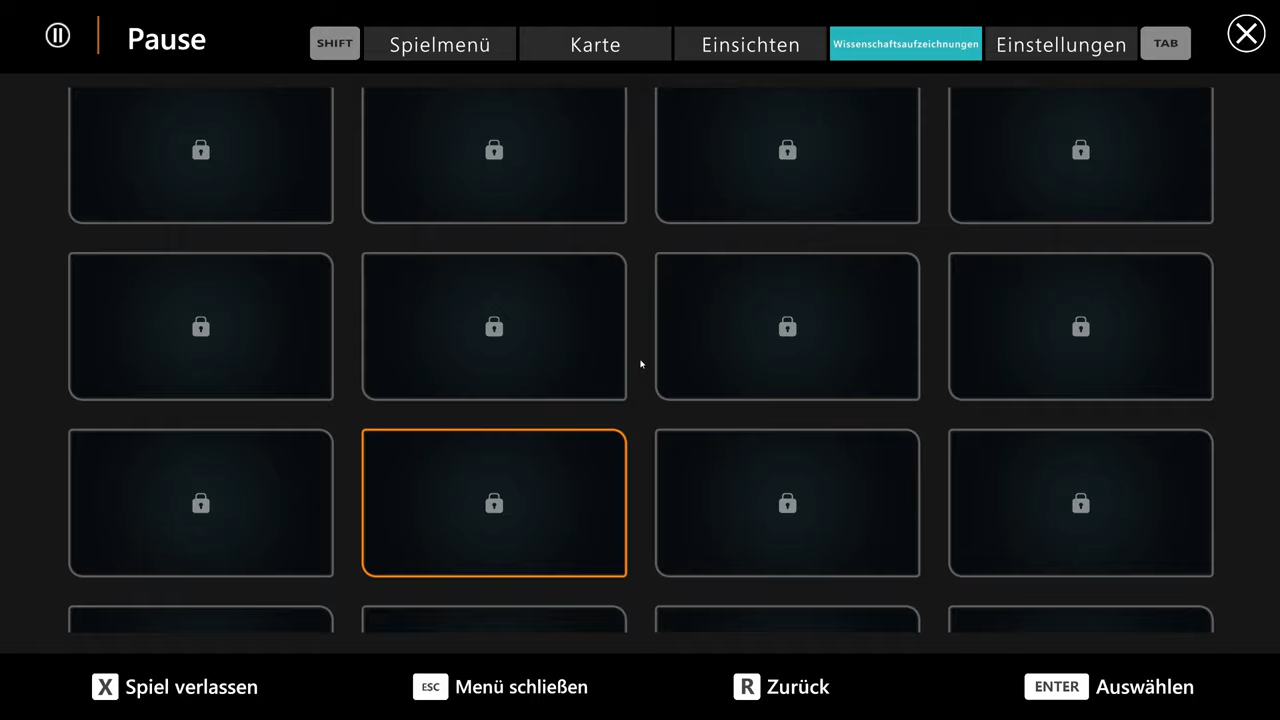 Pause
SHIFT
Spielmenü
Karte
Einsichten
Wissenschaftsaufzeichnungen
Einstellungen
TAB
X Spiel verlassen
ESC Menü schließen
R Zurück
ENTER Auswählen